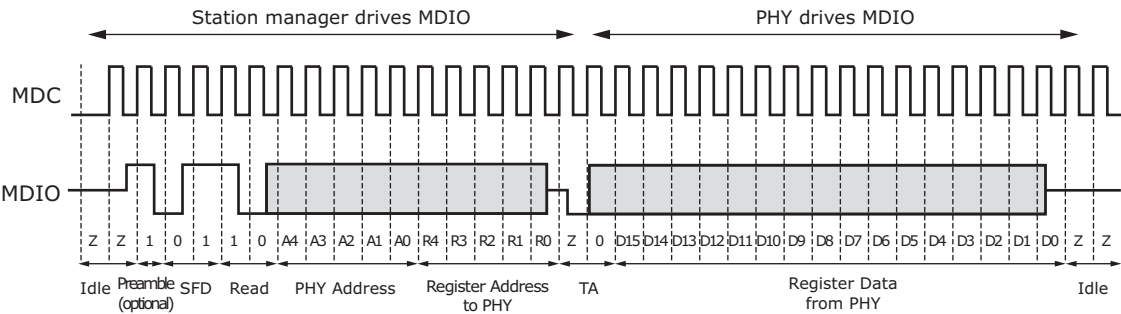 Station manager drives MDIO PHY drives MDIO
MDC
MDIO
Z Z 1 0 1 1 0 A4 A3 A2 A1 A0 R4 R3 R2 R1 R0 Z 0 D15 D14 D13 D12 D11 D10 D9 D8 D7 D6 D5 D4 D3 D2 D1 D0 Z Z
Idle Preamble SFD Read PHY Address Register Address TA Register Data Idle
(optional) to PHY from PHY